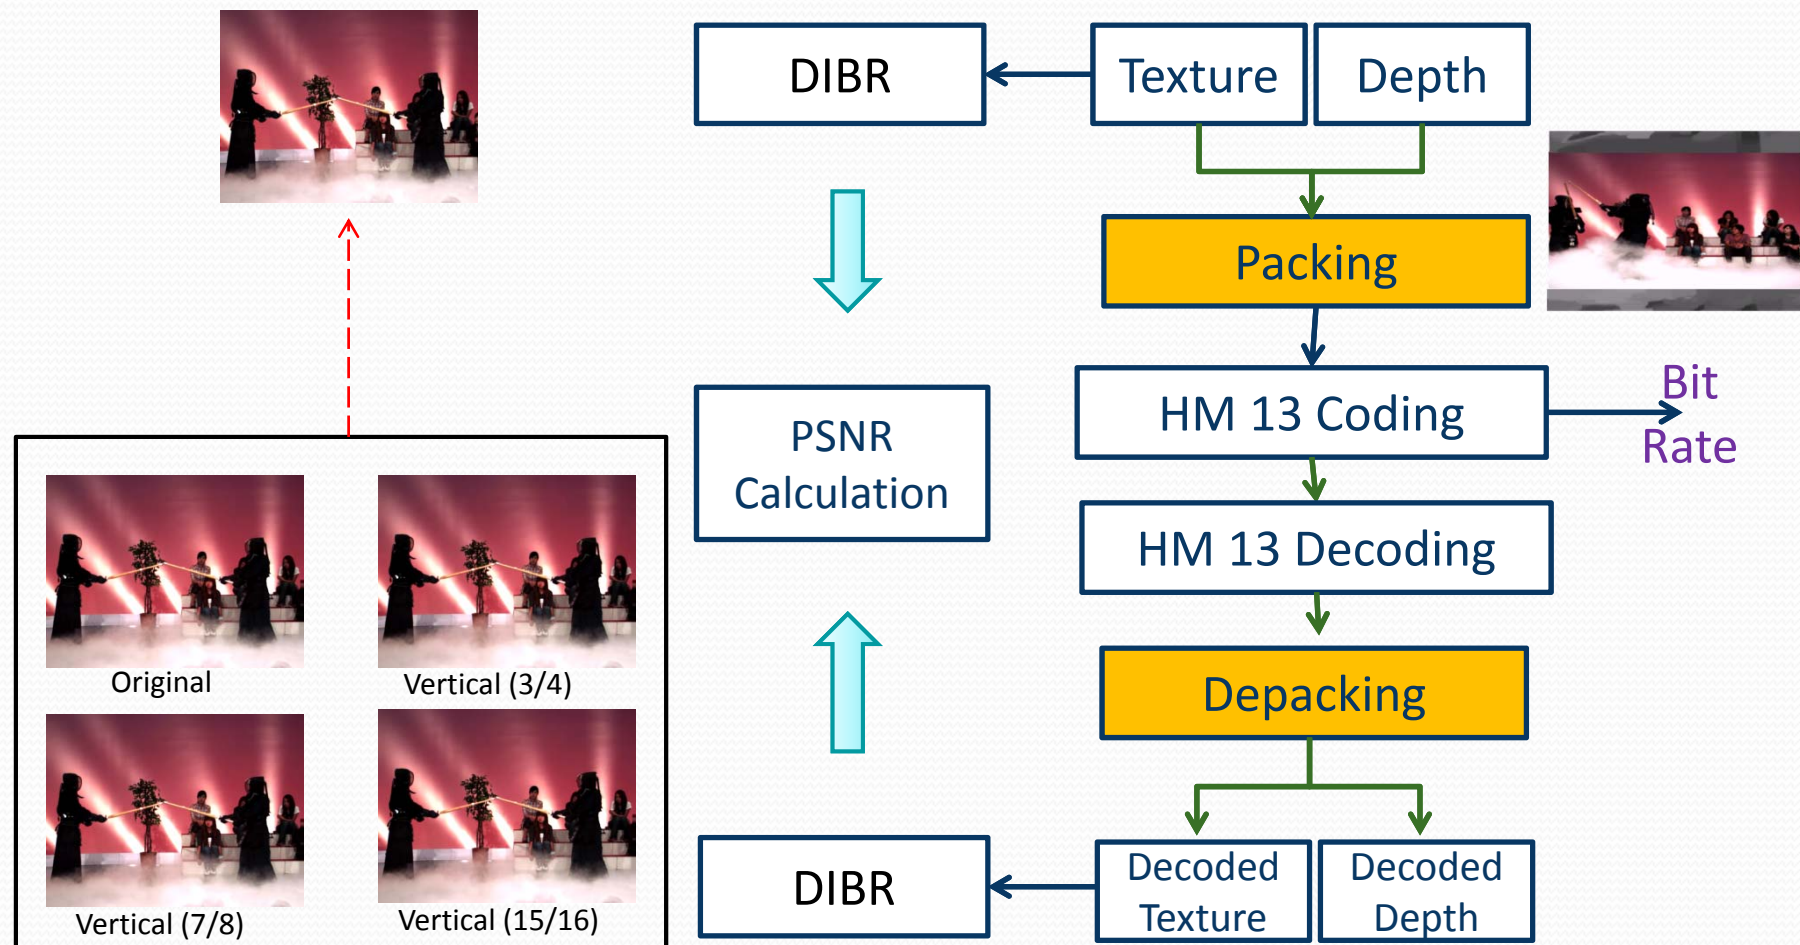 DIBR
Texture
Depth
Packing
HM 13 Coding
Bit
Rate
PSNR
Calculation
HM 13 Decoding
Original
Vertical (3/4)
Depacking
Vertical (7/8)
Vertical (15/16)
DIBR
Decoded
Texture
Decoded
Depth